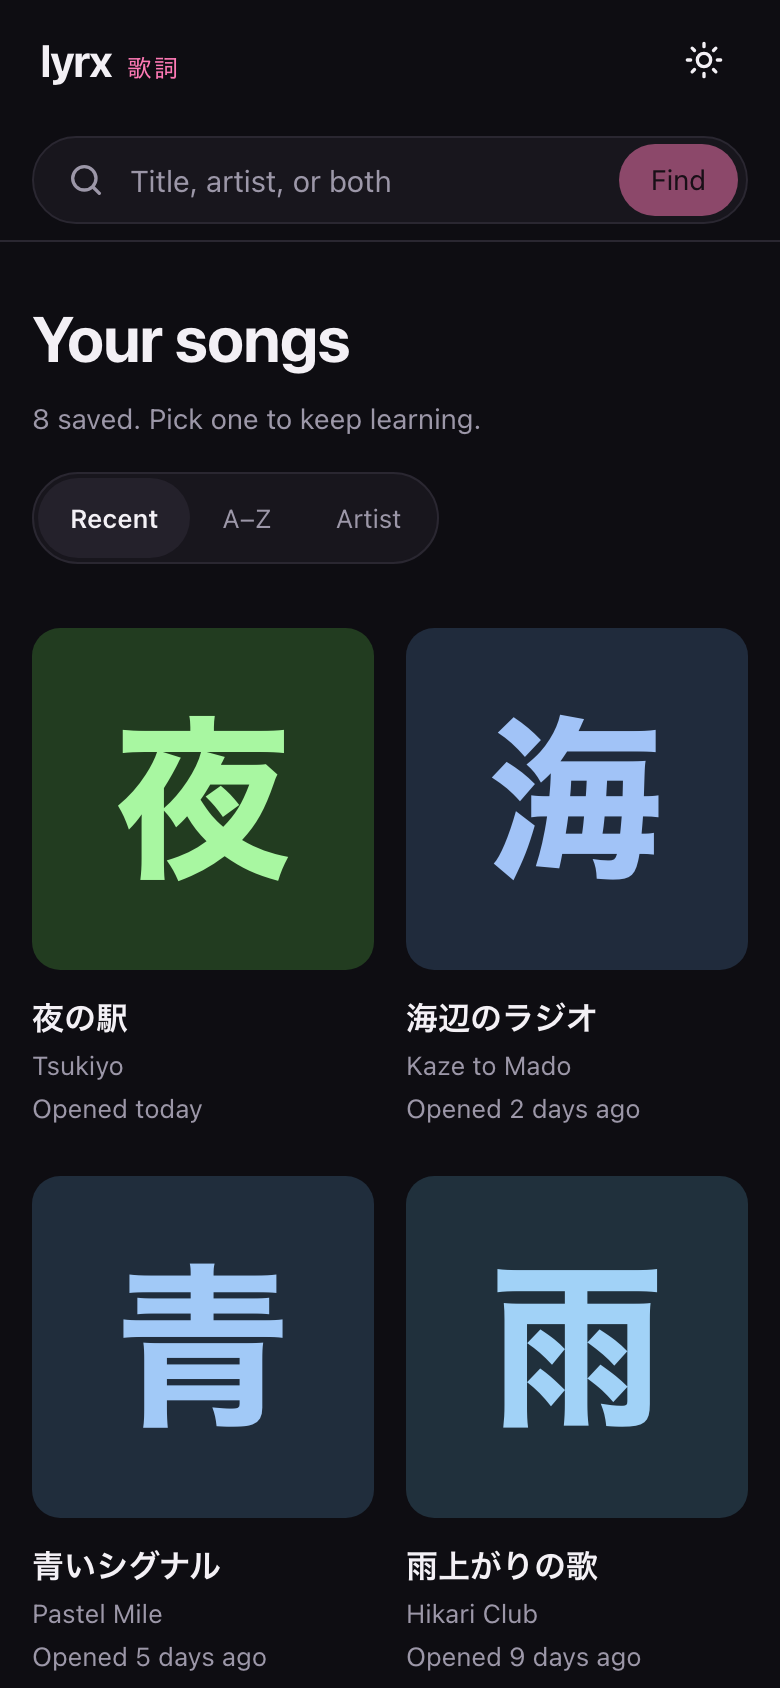 lyrx 歌詞
Title, artist, or both
Find
Your songs
8 saved. Pick one to keep learning.
Recent A–Z Artist
夜
海
夜の駅
Tsukiyo
Opened today
海辺のラジオ
Kaze to Mado
Opened 2 days ago
青
雨
青いシグナル
Pastel Mile
Opened 5 days ago
雨上がりの歌
Hikari Club
Opened 9 days ago